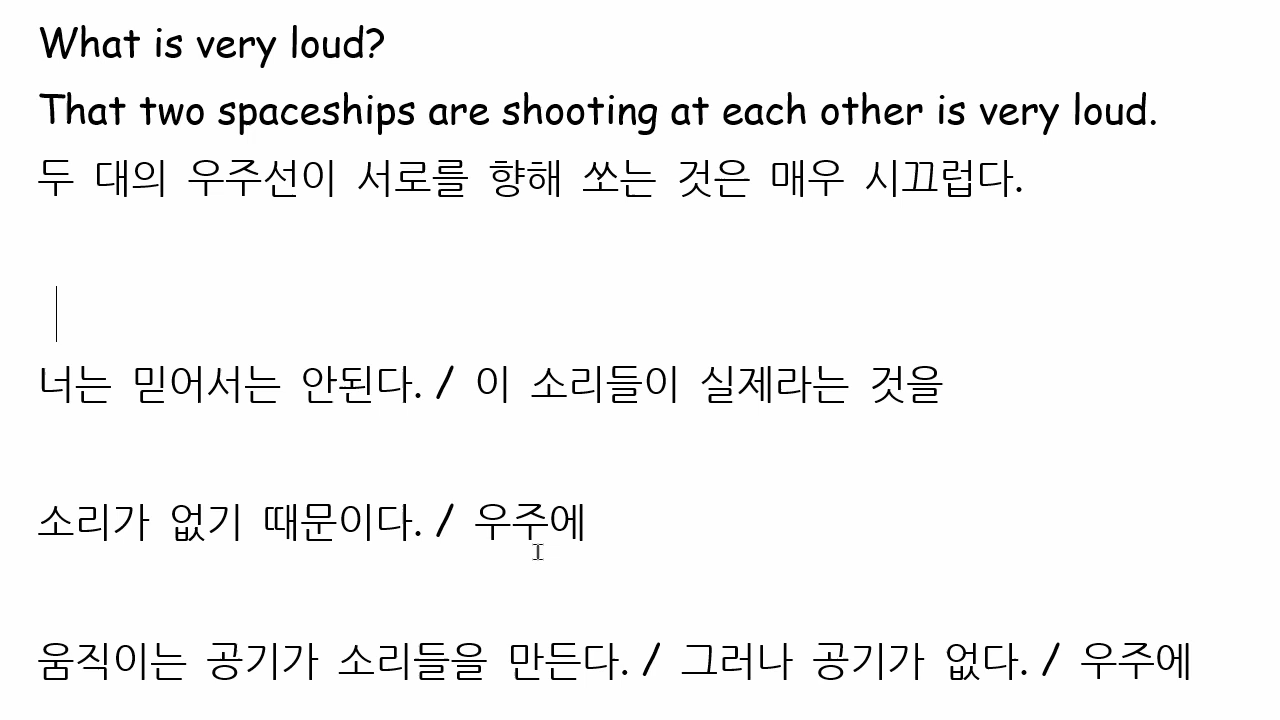 What is very loud?
That two spaceships are shooting at each other is very loud.
두 대의 우주선이 서로를 향해 쏘는 것은 매우 시끄럽다.
너는 믿어서는 안된다. / 이 소리들이 실제라는 것을
소리가 없기 때문이다. / 우주에
움직이는 공기가 소리들을 만든다. / 그러나 공기가 없다. / 우주에